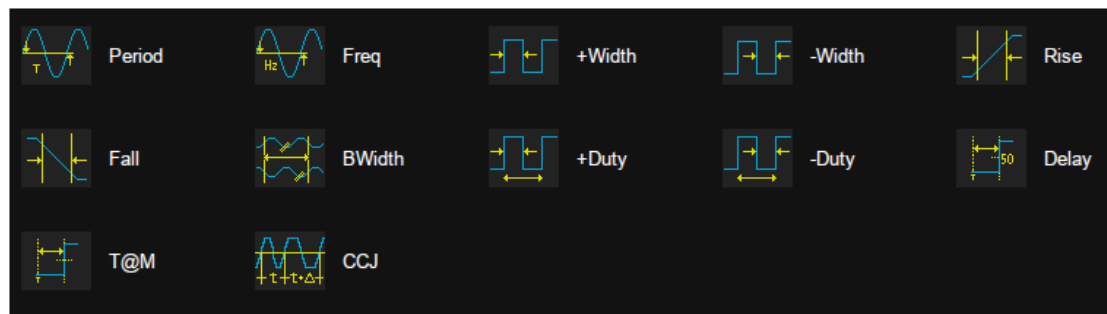 T Period
Hz Freq
+Width
-Width
Rise
Fall
BWidth
+Duty
-Duty
50 T Delay
T T@M
t t+Δ CCJ